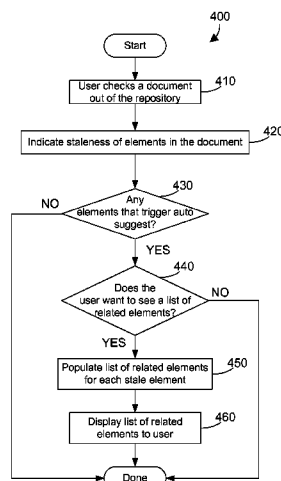 400
Start
410
User checks a document
out of the repository
420
Indicate staleness of elements in the document
430
Any
elements that trigger auto
suggest?
NO
YES
440
Does the
user want to see a list of
related elements?
NO
YES
450
Populate list of related elements
for each stale element
460
Display list of related
elements to user
Done